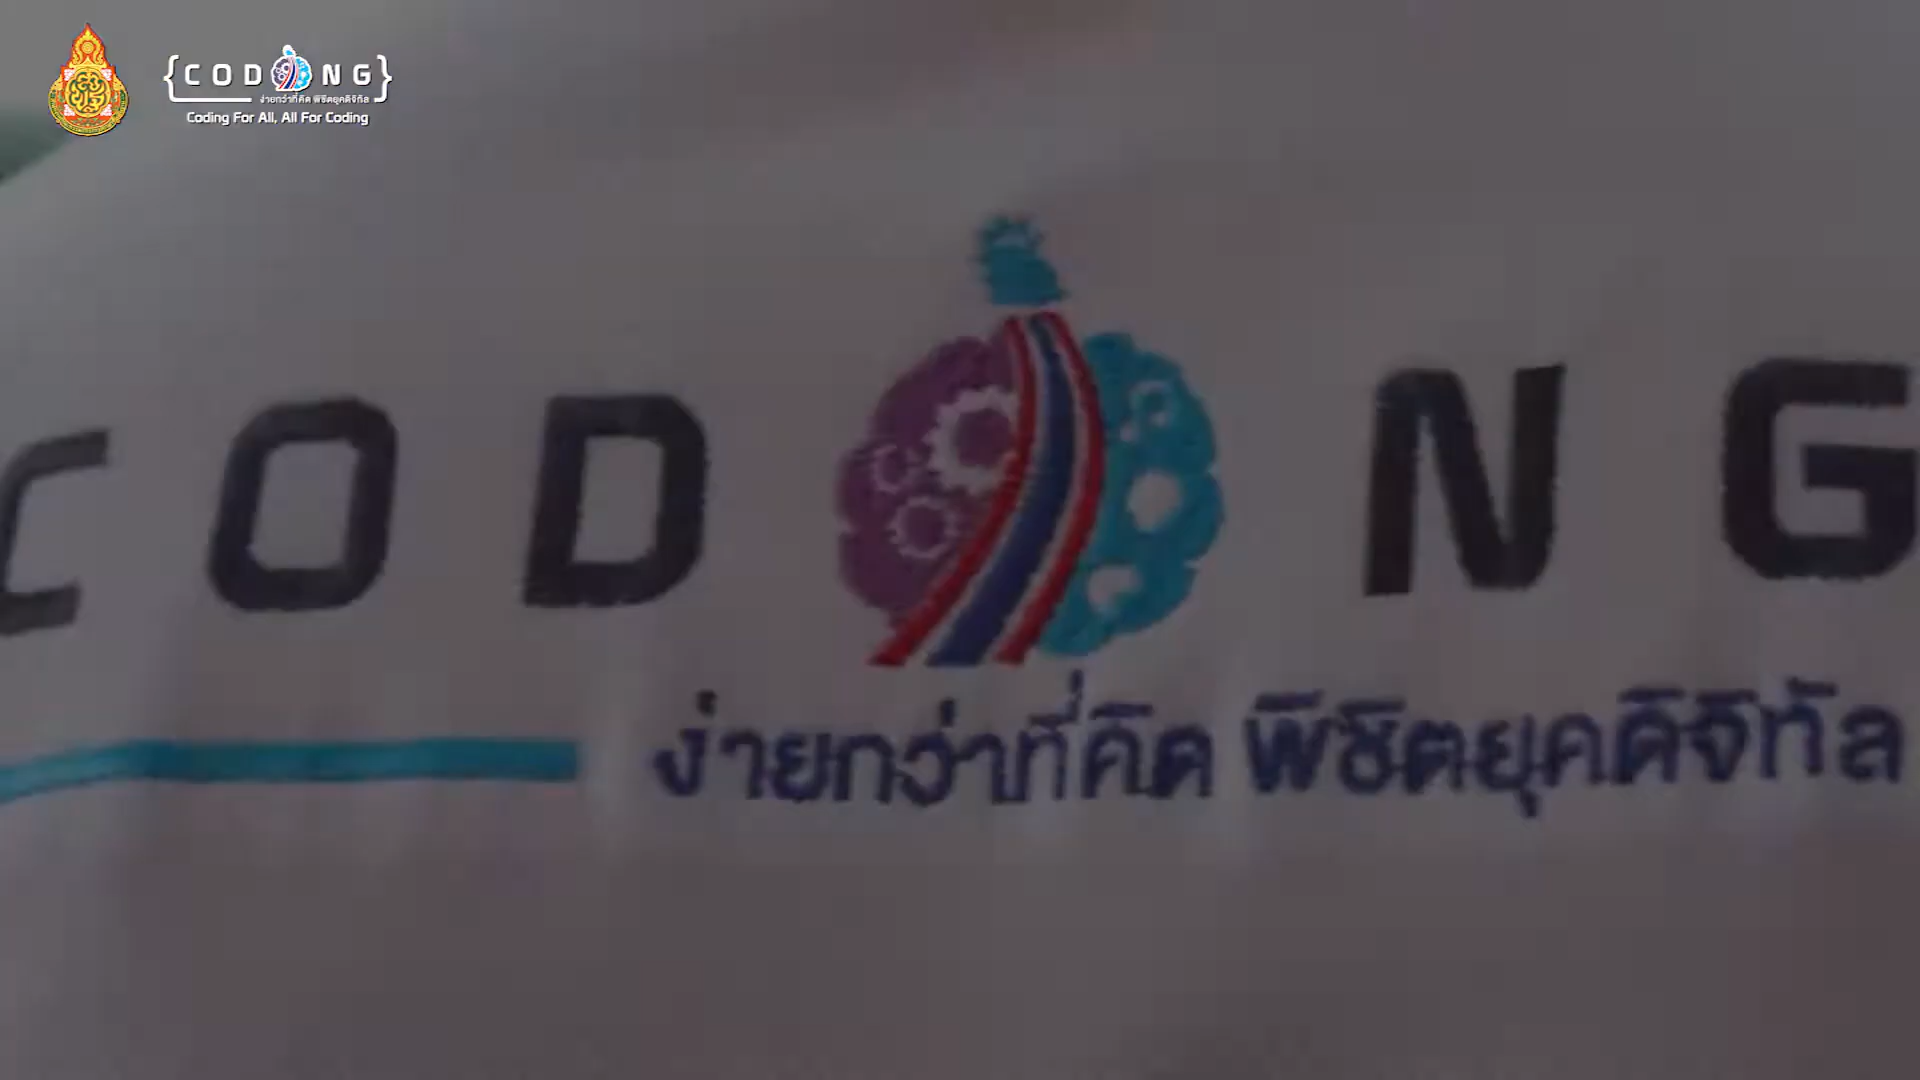 {CODING}
ง่ายกว่าที่คิด พิชิตยุคดิจิทัล
Coding For All, All For Coding
CODING
ง่ายกว่าที่คิด พิชิตยุคดิจิทัล